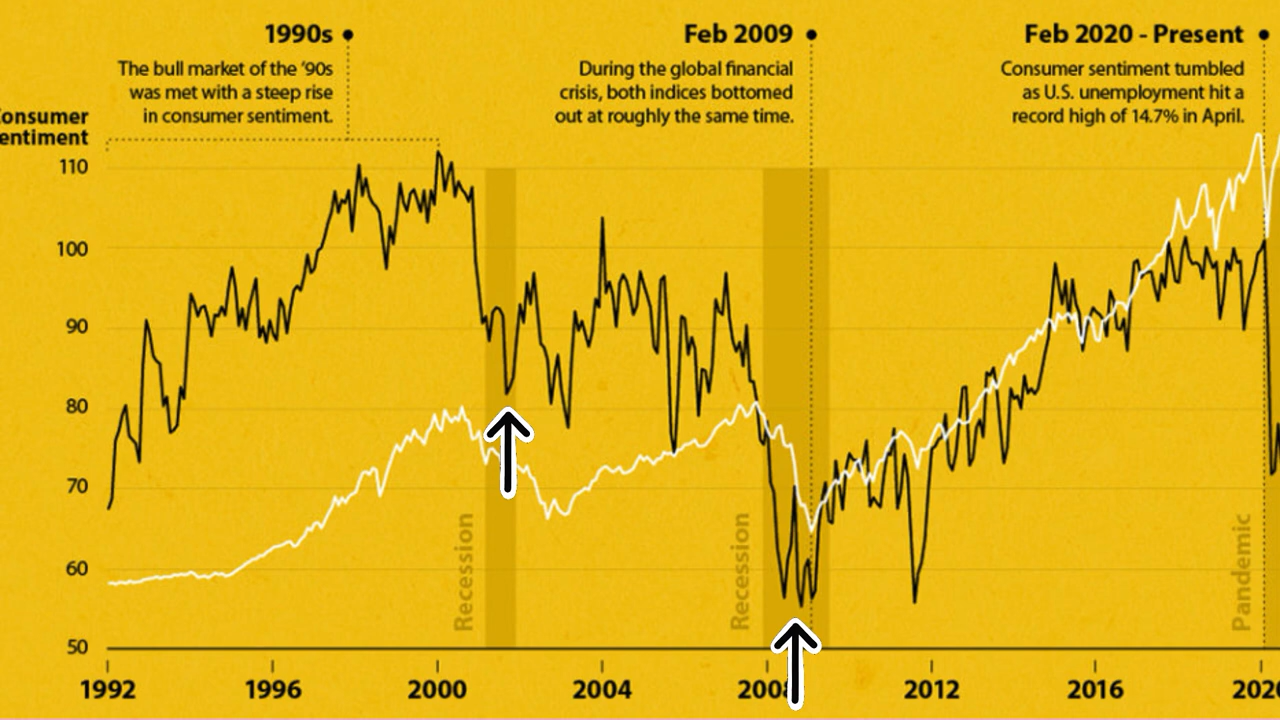 1990s
The bull market of the '90s
was met with a steep rise
in consumer sentiment.
Feb 2009
During the global financial
crisis, both indices bottomed
out at roughly the same time.
Feb 2020 - Present
Consumer sentiment tumbled
as U.S. unemployment hit a
record high of 14.7% in April.
onsumer
entiment
110
100
90
80
70
60
50
Recession
Recession
Pandemic
1992
1996
2000
2004
2008
2012
2016
202